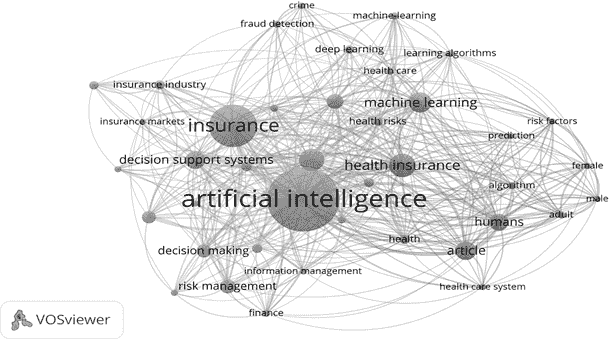 crime
machine-learning
fraud detection
deep learning
learning algorithms
health care
insurance industry
machine learning
insurance markets
insurance
health risks
risk factors
prediction
decision support systems
health insurance
female
algorithm
artificial intelligence
male
adult
humans
health
decision making
article
information management
risk management
health care system
finance
VOSviewer